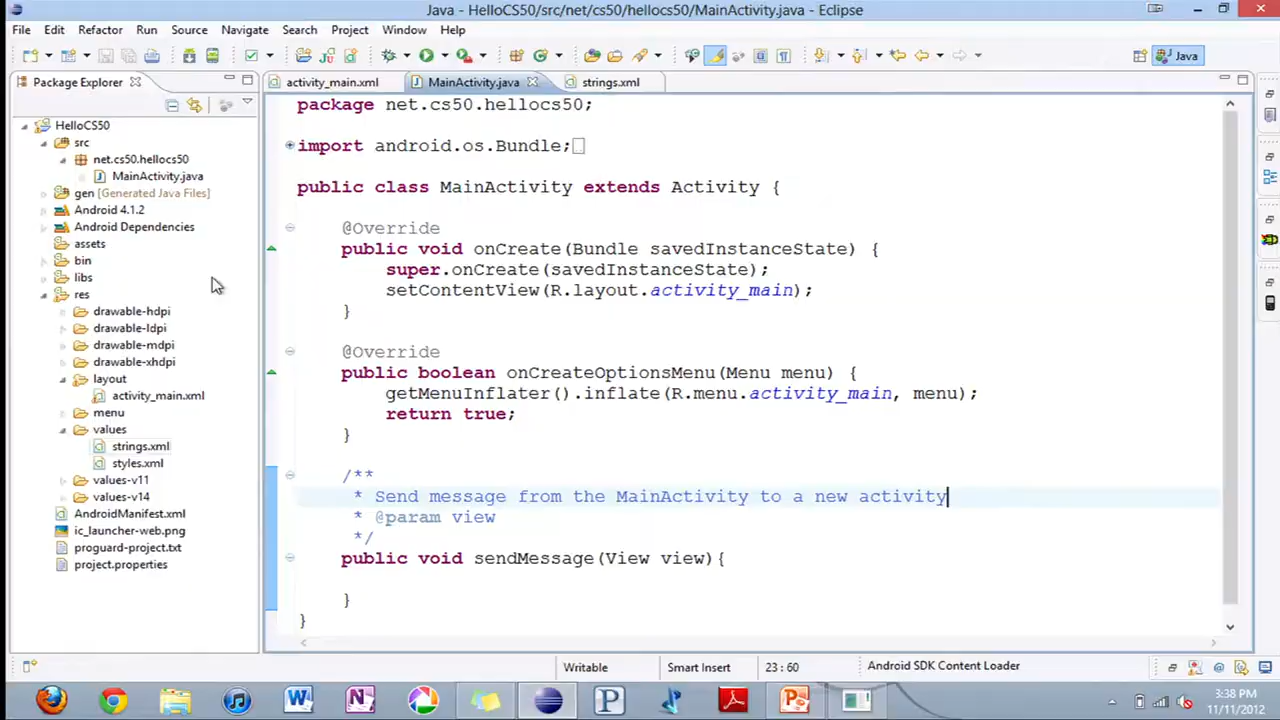 Java - HelloCS50/src/net/cs50/hellocs50/MainActivity.java - Eclipse
File Edit Refactor Run Source Navigate Search Project Window Help
Java
Package Explorer
activity_main.xml MainActivity.java strings.xml
HelloCS50
src
net.cs50.hellocs50
MainActivity.java
gen [Generated Java Files]
Android 4.1.2
Android Dependencies
assets
bin
libs
res
drawable-hdpi
drawable-ldpi
drawable-mdpi
drawable-xhdpi
layout
activity_main.xml
menu
values
strings.xml
styles.xml
values-v11
values-v14
AndroidManifest.xml
ic_launcher-web.png
proguard-project.txt
project.properties
package net.cs50.hellocs50;
import android.os.Bundle;
public class MainActivity extends Activity {
@Override
public void onCreate(Bundle savedInstanceState) {
super.onCreate(savedInstanceState);
setContentView(R.layout.activity_main);
}
@Override
public boolean onCreateOptionsMenu(Menu menu) {
getMenuInflater().inflate(R.menu.activity_main, menu);
return true;
}
/**
* Send message from the MainActivity to a new activity
* @param view
*/
public void sendMessage(View view){
}
}
Writable Smart Insert 23 : 60 Android SDK Content Loader
3:38 PM
11/11/2012